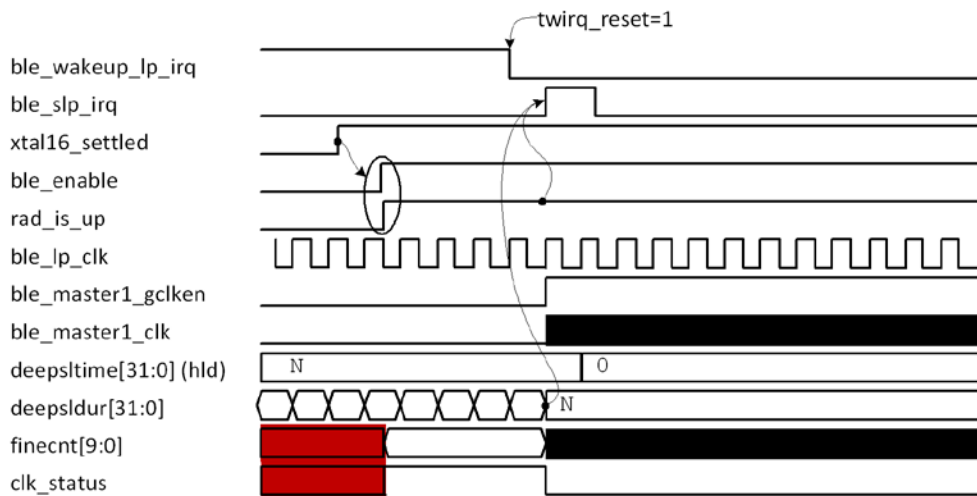 twirq_reset=1
ble_wakeup_lp_irq
ble_slp_irq
xtal16_settled
ble_enable
rad_is_up
ble_lp_clk
ble_master1_gclken
ble_master1_clk
deepsltime[31:0] (hld) N 0
deepsldur[31:0] N
finecnt[9:0]
clk_status